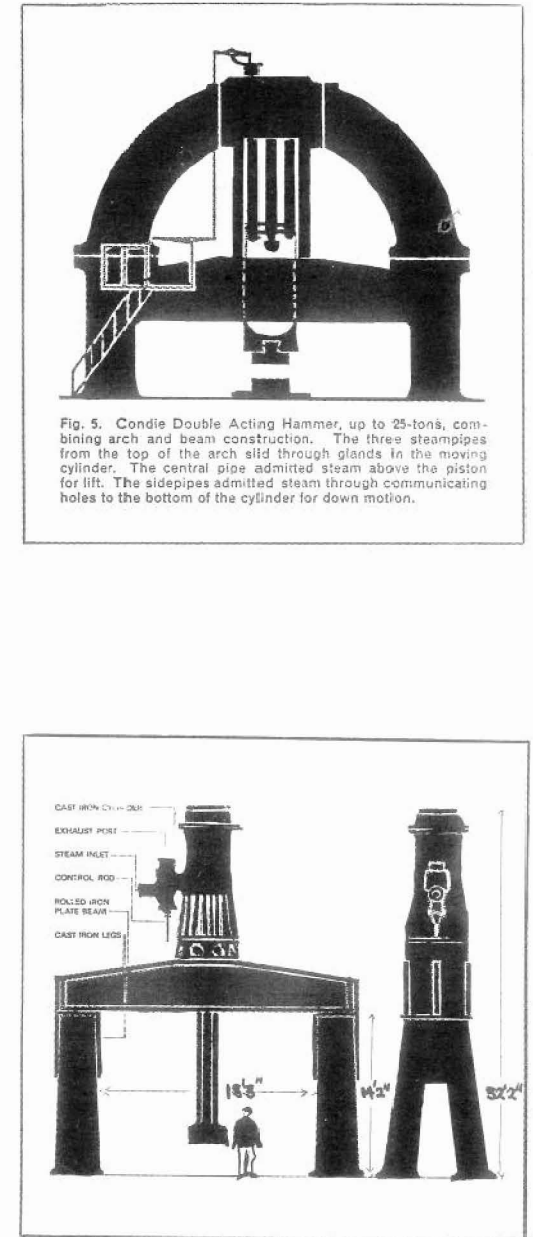 Fig. 5. Condie Double Acting Hammer, up to 25-tons, com-
bining arch and beam construction. The three steampipes
from the top of the arch slid through glands in the moving
cylinder. The central pipe admitted steam above the piston
for lift. The sidepipes admitted steam through communicating
holes to the bottom of the cylinder for down motion.
CAST IRON CYLINDER
EXHAUST PORT
STEAM INLET
CONTROL ROD
ROLLED IRON
PLATE BEAM
CAST IRON LEGS
18'3"
14'2"
32'2"